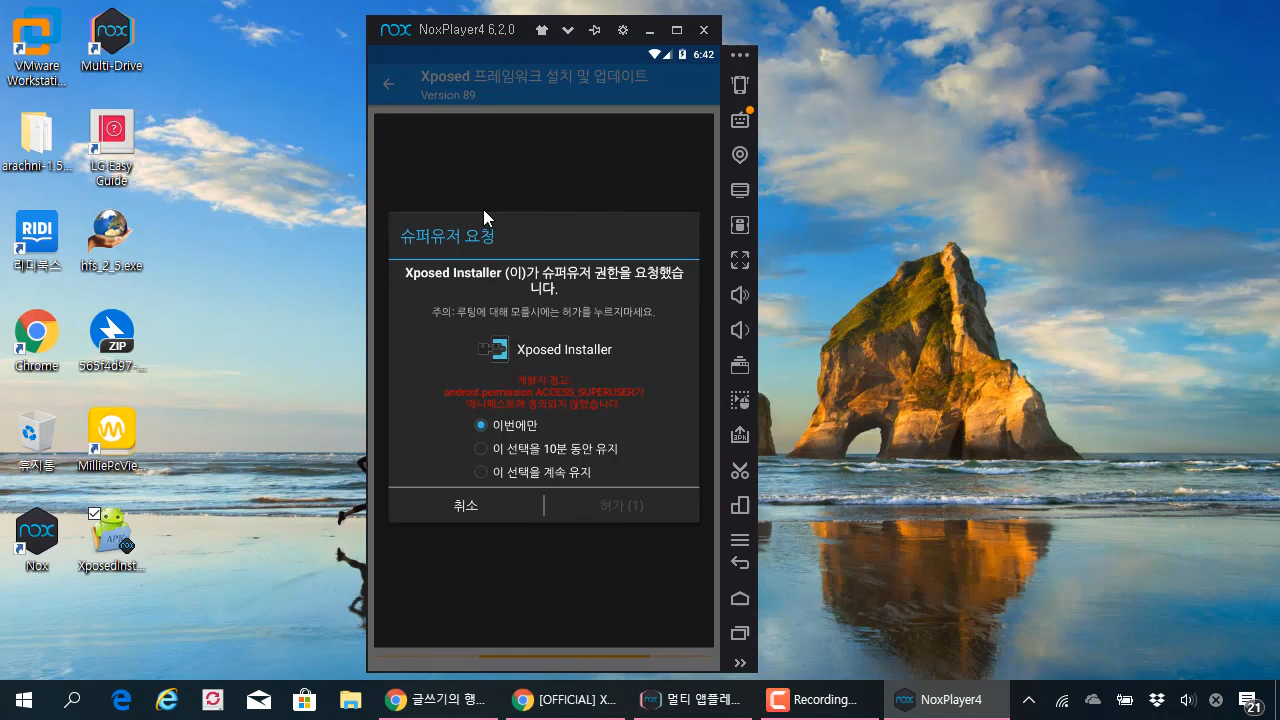 VMware
Workstati...
Multi-Drive
arachni-1.5...
LG Easy
Guide
RIDI
리디북스
hfs_2_5.exe
Chrome
ZIP
565f4d97-...
휴지통
MilliePcVie...
nox
Nox
APK
XposedInst...
nox NoxPlayer4 6,2,0
6:42
Xposed 프레임워크 설치 및 업데이트
Version 89
슈퍼유저 요청
Xposed Installer (이)가 슈퍼유저 권한을 요청했습
니다.
주의: 루팅에 대해 모를시에는 허가를 누르지마세요.
Xposed Installer
개발자 경고:
android.permission.ACCESS_SUPERUSER가
매니페스트에 정의되지 않았습니다
이번에만
이 선택을 10분 동안 유지
이 선택을 계속 유지
취소
허가 (1)
글쓰기의 행...
[OFFICIAL] X...
멀티 앱플레...
Recording...
NoxPlayer4
21